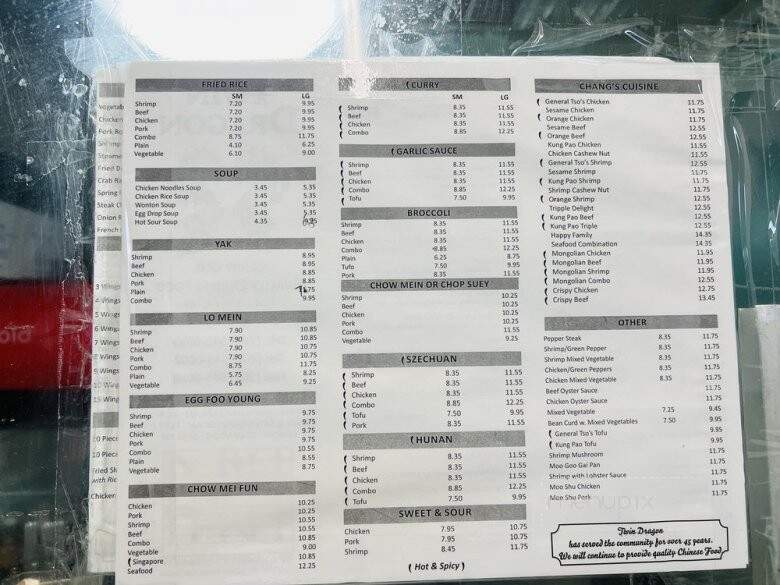 FRIED RICE
SM LG
Shrimp 7.20 9.95
Beef 7.20 9.95
Chicken 7.20 9.95
Pork 7.20 9.95
Combo 8.75 11.75
Plain 4.10 6.25
Vegetable 6.10 9.00
SOUP
Chicken Noodles Soup 3.45 5.35
Chicken Rice Soup 3.45 5.35
Wonton Soup 3.45 5.35
Egg Drop Soup 3.45 5.35
Hot Sour Soup 4.35
YAK
Shrimp 8.95
Beef 8.95
Chicken 8.85
Pork 8.85
Plain
Combo 9.95
LO MEIN
Shrimp 7.90 10.85
Beef 7.90 10.85
Chicken 7.90 10.75
Pork 7.90 10.75
Combo 8.75 11.75
Plain 5.75 8.25
Vegetable 6.45 9.25
EGG FOO YOUNG
Shrimp 9.75
Beef 9.75
Chicken 9.75
Pork 9.75
Combo 10.55
Plain 8.55
Vegetable 8.75
CHOW MEI FUN
Chicken 10.25
Pork 10.25
Shrimp 10.55
Beef 10.55
Combo 10.85
Vegetable 9.00
( Singapore 10.85
Seafood 12.25
( CURRY
SM LG
( Shrimp 8.35 11.55
( Beef 8.35 11.55
( Chicken 8.35 11.55
( Combo 8.85 12.25
( GARLIC SAUCE
( Shrimp 8.35 11.55
( Beef 8.35 11.55
( Chicken 8.35 11.55
( Combo 8.85 12.25
( Tofu 7.50 9.95
BROCCOLI
Shrimp 8.35 11.55
Beef 8.35 11.55
Chicken 8.35 11.55
Combo 8.85 12.25
Plain 6.25 8.75
Tufo 7.50 9.95
Pork 8.35 11.55
CHOW MEIN OR CHOP SUEY
Shrimp 10.25
Beef 10.25
Chicken 10.25
Pork 10.25
Combo 11.55
Vegetable 9.25
( SZECHUAN
( Shrimp 8.35 11.55
( Beef 8.35 11.55
( Chicken 8.35 11.55
( Combo 8.85 12.25
( Tofu 7.50 9.95
( Pork 8.35 11.55
( HUNAN
( Shrimp 8.35 11.55
( Beef 8.35 11.55
( Chicken 8.35 11.55
( Combo 8.85 12.25
( Tofu 7.50 9.95
SWEET & SOUR
Chicken 7.95 10.75
Pork 7.95 10.75
Shrimp 8.45 11.75
( Hot & Spicy )
CHANG'S CUISINE
( General Tso's Chicken 11.75
Sesame Chicken 11.75
( Orange Chicken 11.75
Sesame Beef 12.55
( Orange Beef 12.55
Kung Pao Chicken 11.55
Chicken Cashew Nut 11.55
( General Tso's Shrimp 12.55
Sesame Shrimp 11.75
( Kung Pao Shrimp 11.75
Shrimp Cashew Nut 11.75
( Orange Shrimp 12.55
Tripple Delight 12.55
( Kung Pao Beef 12.55
( Kung Pao Triple 12.55
Happy Family 14.35
Seafood Combination 14.35
( Mongolian Chicken 11.95
( Mongolian Beef 11.95
( Mongolian Shrimp 11.95
( Mongolian Combo 12.55
( Crispy Chicken 12.75
( Crispy Beef 13.45
OTHER
Pepper Steak 8.35 11.75
Shrimp/Green Pepper 8.35 11.75
Shrimp Mixed Vegetable 8.35 11.75
Chicken/Green Peppers 8.35 11.75
Chicken Mixed Vegetable 8.35 11.75
Beef Oyster Sauce 11.75
Chicken Oyster Sauce 11.75
Mixed Vegetable 7.25 9.45
Bean Curd w. Mixed Vegetables 7.50 9.95
( General Tso's Tofu 9.95
( Kung Pao Tofu 9.95
Shrimp Mushroom 11.75
Moo Goo Gai Pan 11.75
Shrimp with Lobster Sauce 11.75
Moo Shu Chicken 11.75
Moo Shu Pork 11.75
Twin Dragon
has served the community for over 45 years.
We will continue to provide quality Chinese Food